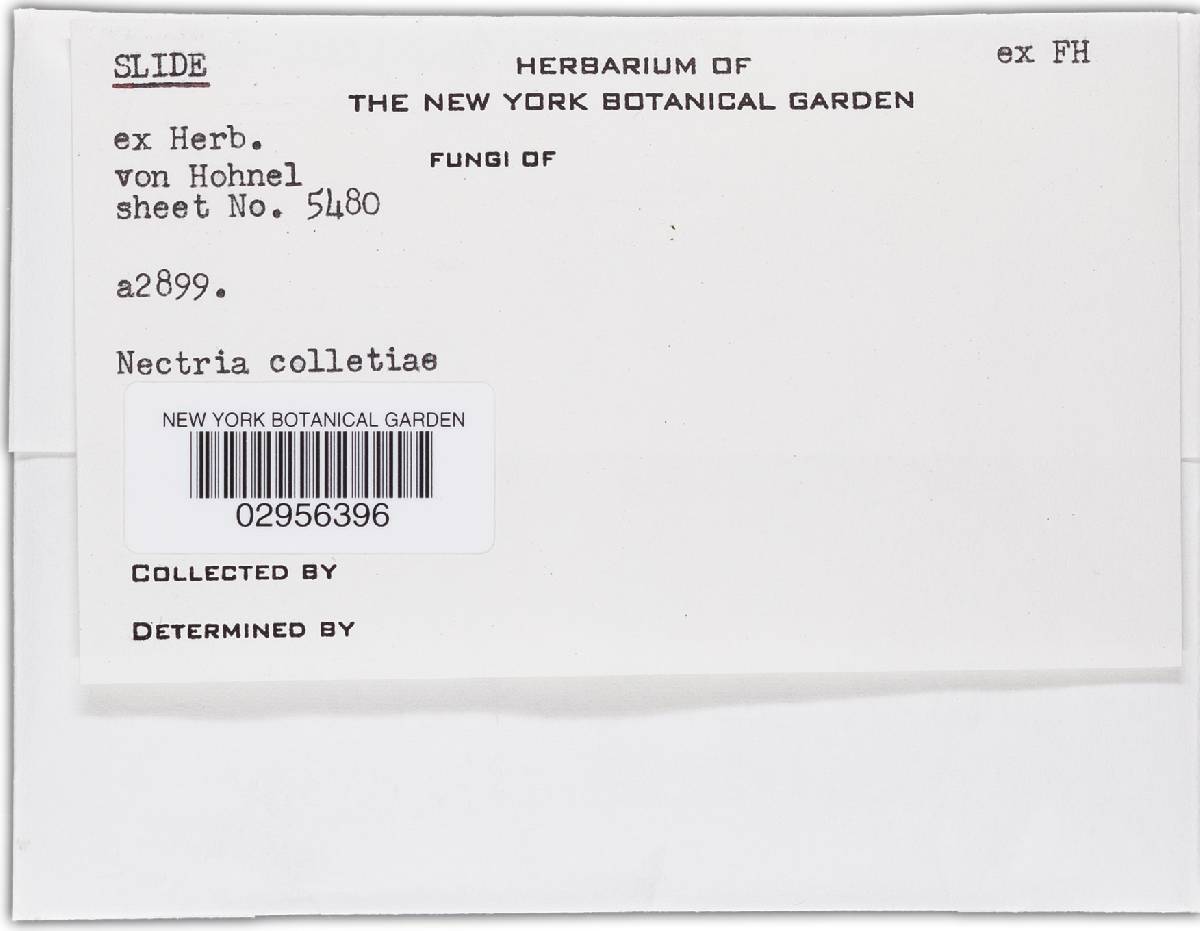 SLIDE
HERBARIUM OF
ex FH
THE NEW YORK BOTANICAL GARDEN
ex Herb.
von Hohnel
sheet No. 5480
FUNGI OF
a2899.
Nectria colletiae
NEW YORK BOTANICAL GARDEN
02956396
COLLECTED BY
DETERMINED BY